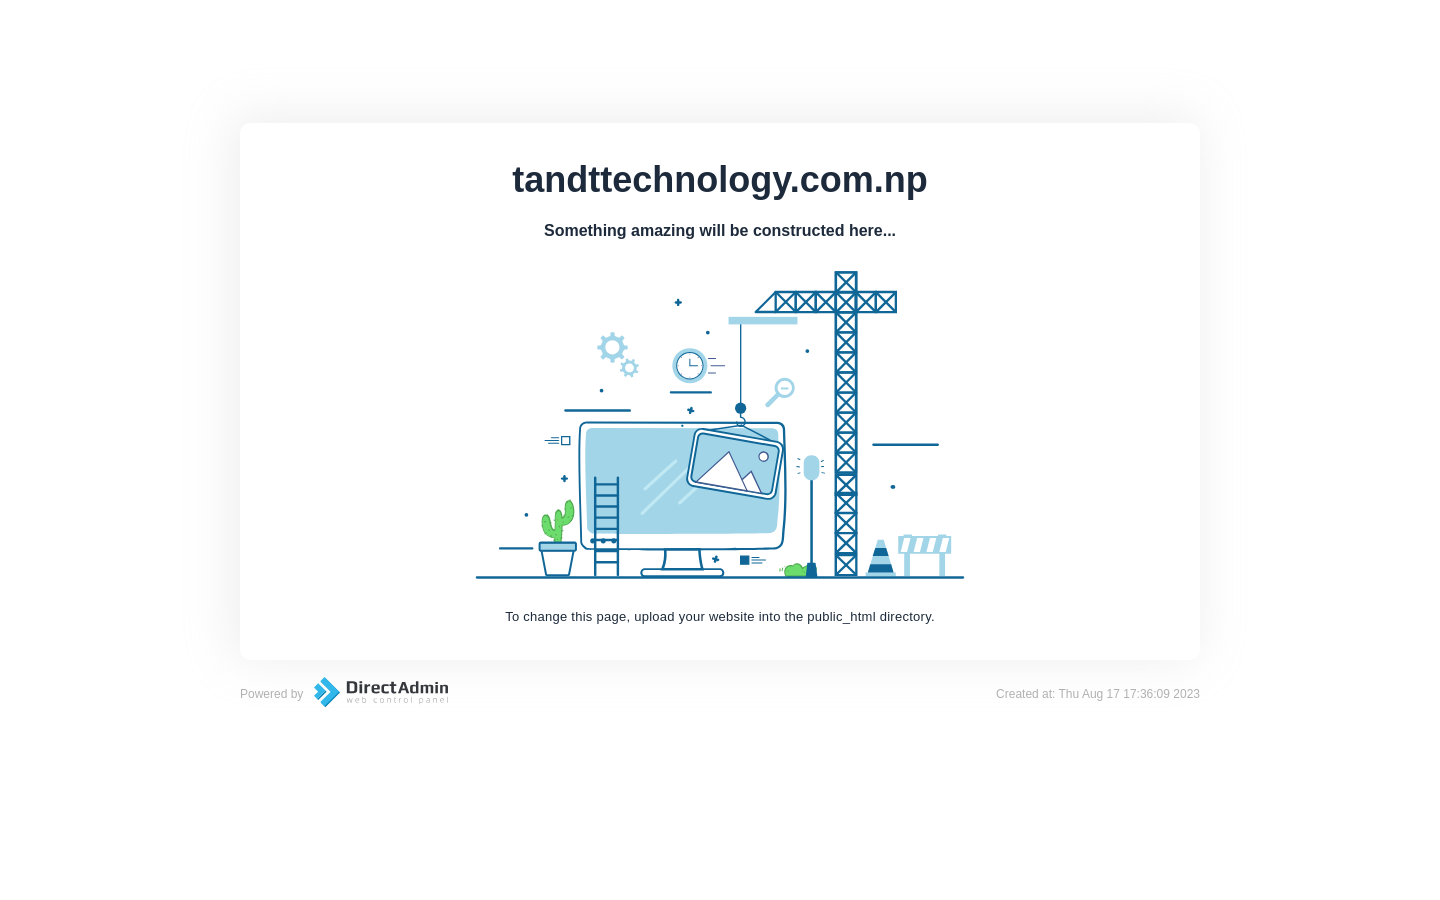 tandttechnology.com.np
Something amazing will be constructed here...
To change this page, upload your website into the public_html directory.
Powered by DirectAdmin
web control panel
Created at: Thu Aug 17 17:36:09 2023